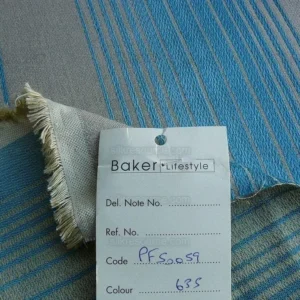 Baker Lifestyle
Del. Note No.
Ref. No.
Code PF50059
Colour 635